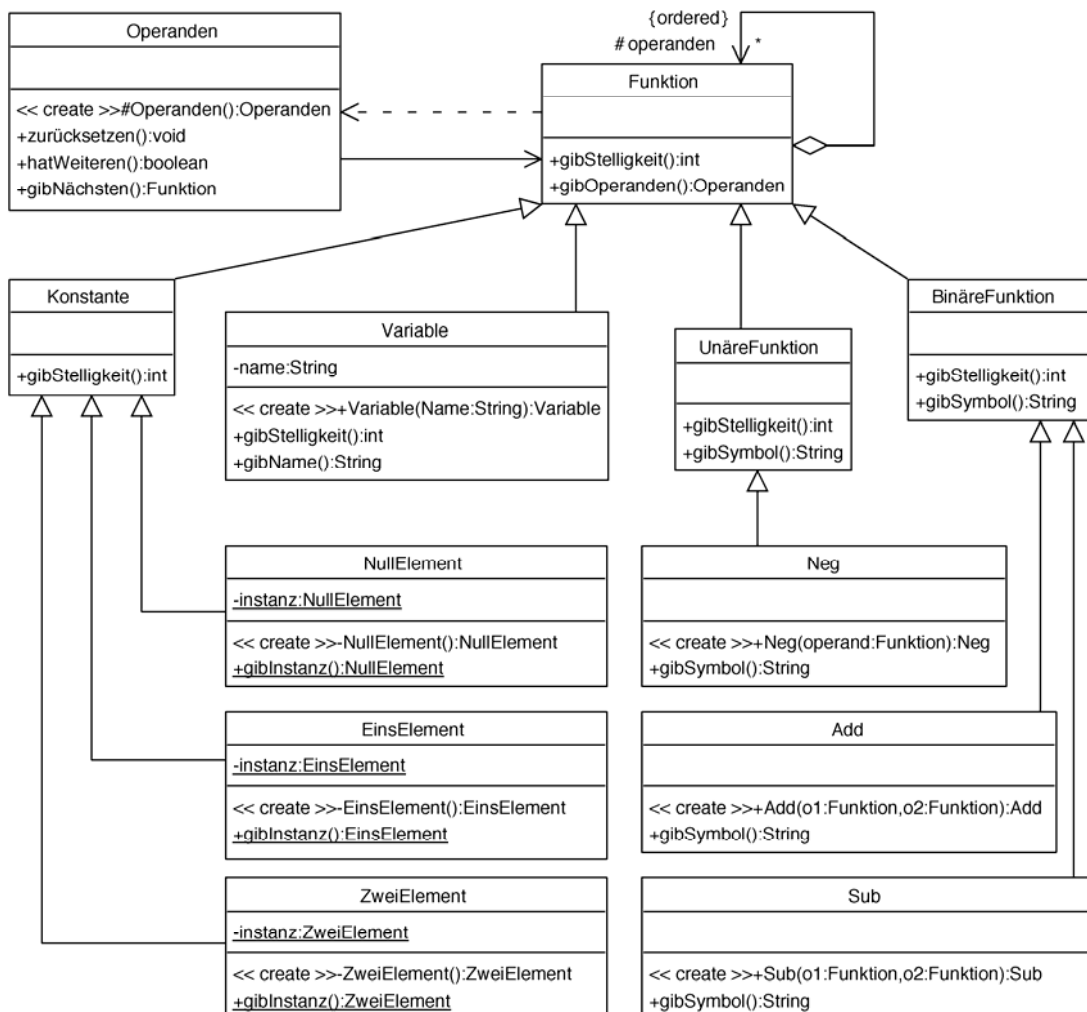 Operanden
<< create >>#Operanden():Operanden
+zurücksetzen():void
+hatWeiteren():boolean
+gibNächsten():Funktion
{ordered}
# operanden
*
Funktion
+gibStelligkeit():int
+gibOperanden():Operanden
Konstante
+gibStelligkeit():int
Variable
-name:String
<< create >>+Variable(Name:String):Variable
+gibStelligkeit():int
+gibName():String
UnäreFunktion
+gibStelligkeit():int
+gibSymbol():String
BinäreFunktion
+gibStelligkeit():int
+gibSymbol():String
NullElement
-instanz:NullElement
<< create >>-NullElement():NullElement
+gibInstanz():NullElement
Neg
<< create >>+Neg(operand:Funktion):Neg
+gibSymbol():String
EinsElement
-instanz:EinsElement
<< create >>-EinsElement():EinsElement
+gibInstanz():EinsElement
Add
<< create >>+Add(o1:Funktion,o2:Funktion):Add
+gibSymbol():String
ZweiElement
-instanz:ZweiElement
<< create >>-ZweiElement():ZweiElement
+gibInstanz():ZweiElement
Sub
<< create >>+Sub(o1:Funktion,o2:Funktion):Sub
+gibSymbol():String